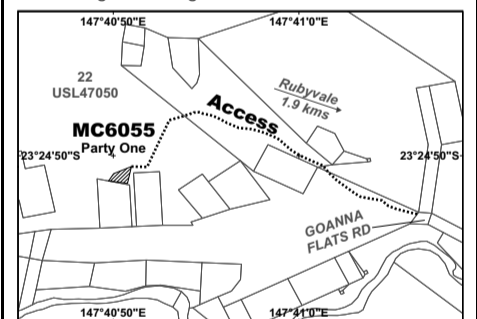 147°40'50"E 147°41'0"E
22
USL47050
Rubyvale
1.9 kms
Access
MC6055
Party One
23°24'50"S 23°24'50"S
GOANNA
FLATS RD
147°40'50"E 147°41'0"E